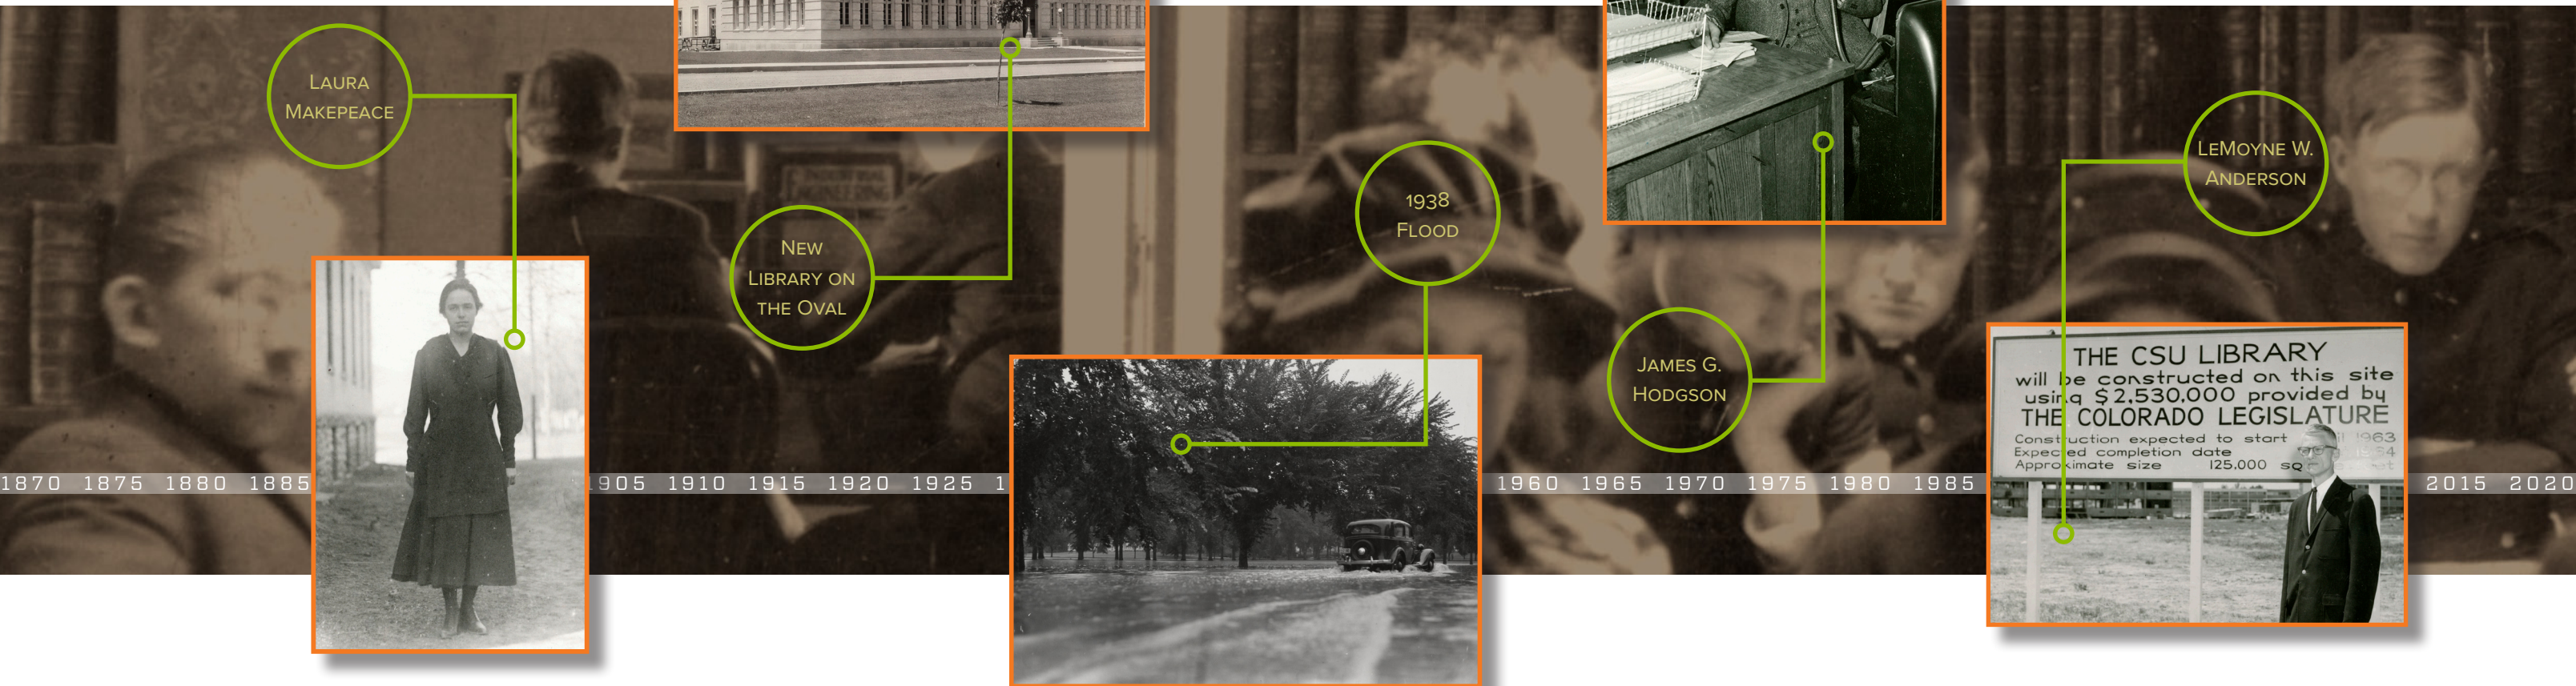 Laura
Makepeace
New
Library on
the Oval
1938
Flood
James G.
Hodgson
LeMoyne W.
Anderson
THE CSU LIBRARY
will be constructed on this site
using $2,530,000 provided by
THE COLORADO LEGISLATURE
Construction expected to start 1963
Expected completion date
Approximate size 125,000 sq
1870 1875 1880 1885 1905 1910 1915 1920 1925 1960 1965 1970 1975 1980 1985 2015 2020